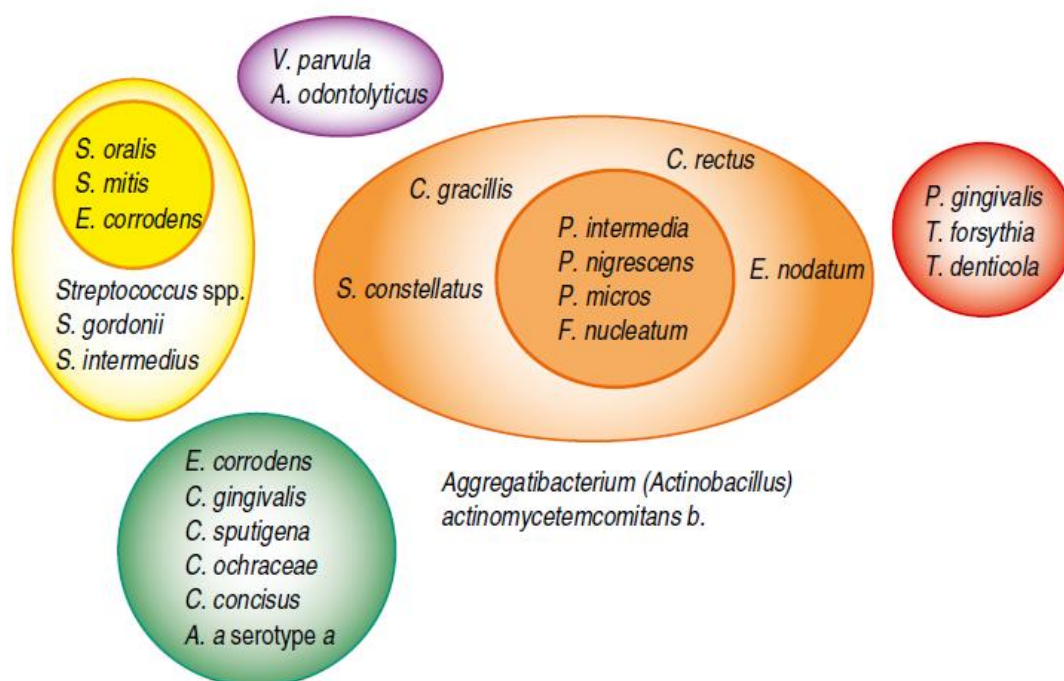 V. parvula
A. odontolyticus
S. oralis
S. mitis
E. corrodens
Streptococcus spp.
S. gordonii
S. intermedius
C. gracillis
C. rectus
S. constellatus
P. intermedia
P. nigrescens
P. micros
F. nucleatum
E. nodatum
P. gingivalis
T. forsythia
T. denticola
E. corrodens
C. gingivalis
C. sputigena
C. ochraceae
C. concisus
A. a serotype a
Aggregatibacterium (Actinobacillus)
actinomycetemcomitans b.